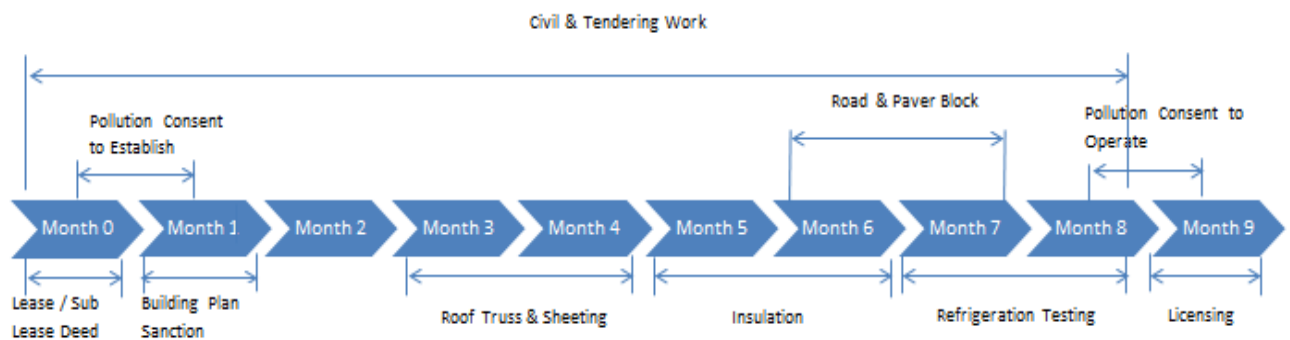 Civil & Tendering Work
Road & Paver Block
Pollution Consent
to Establish
Pollution Consent to
Operate
Month 0
Month 1
Month 2
Month 3
Month 4
Month 5
Month 6
Month 7
Month 8
Month 9
Lease / Sub
Lease Deed
Building Plan
Sanction
Roof Truss & Sheeting
Insulation
Refrigeration Testing
Licensing